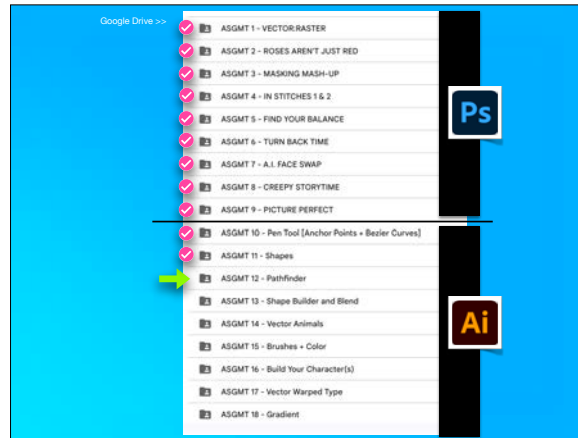 Google Drive >>
ASGMT 1 - VECTOR:RASTER
ASGMT 2 - ROSES AREN'T JUST RED
ASGMT 3 - MASKING MASH-UP
ASGMT 4 - IN STITCHES 1 & 2
ASGMT 5 - FIND YOUR BALANCE
ASGMT 6 - TURN BACK TIME
ASGMT 7 - A.I. FACE SWAP
ASGMT 8 - CREEPY STORYTIME
ASGMT 9 - PICTURE PERFECT
Ps
ASGMT 10 - Pen Tool [Anchor Points + Bezier Curves]
ASGMT 11 - Shapes
ASGMT 12 - Pathfinder
ASGMT 13 - Shape Builder and Blend
ASGMT 14 - Vector Animals
ASGMT 15 - Brushes + Color
ASGMT 16 - Build Your Character(s)
ASGMT 17 - Vector Warped Type
ASGMT 18 - Gradient
Ai